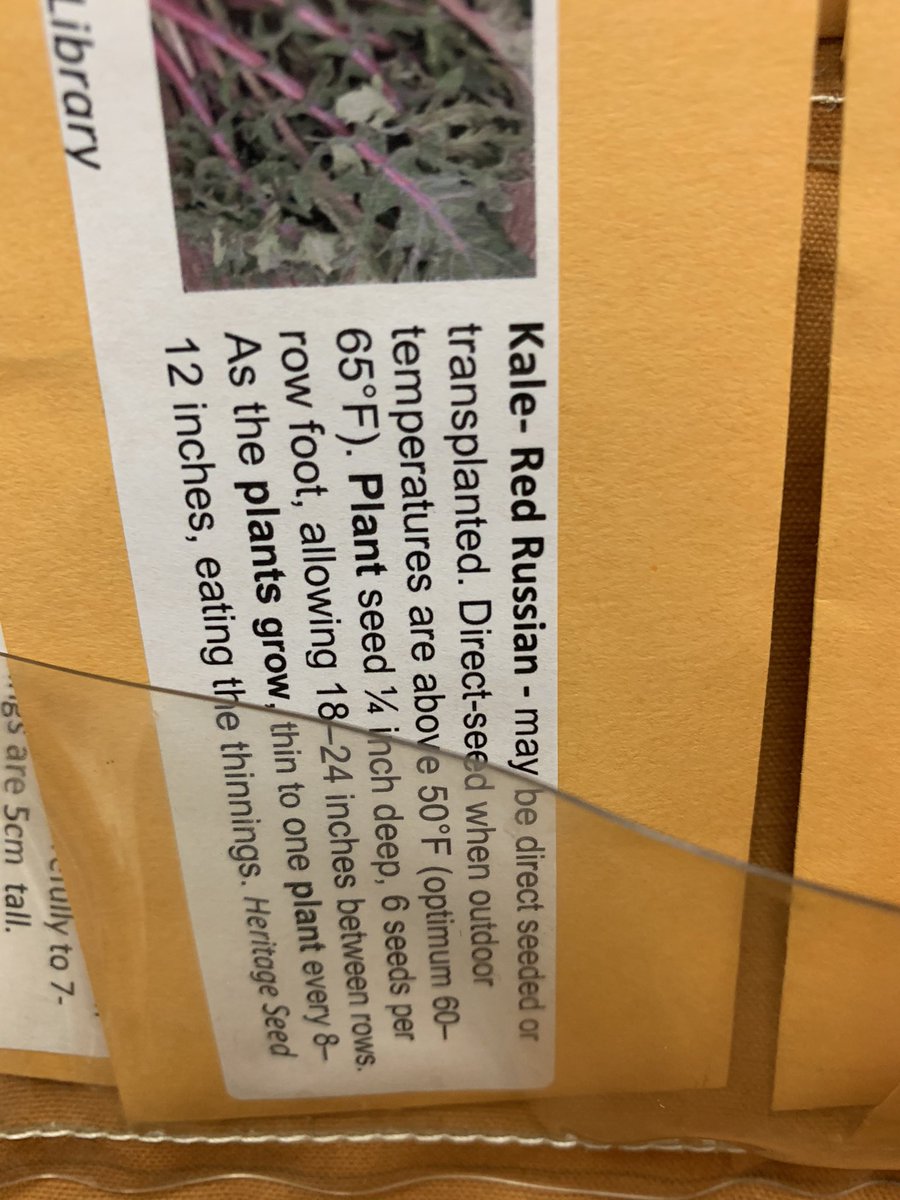 Kale- Red Russian - may be direct seeded or
transplanted. Direct-seed when outdoor
temperatures are above 50°F (optimum 60–
65°F). Plant seed ¼ inch deep, 6 seeds per
row foot, allowing 18–24 inches between rows.
As the plants grow, thin to one plant every 8–
12 inches, eating the thinnings. Heritage Seed
Library
to 7-
are 5cm tall.